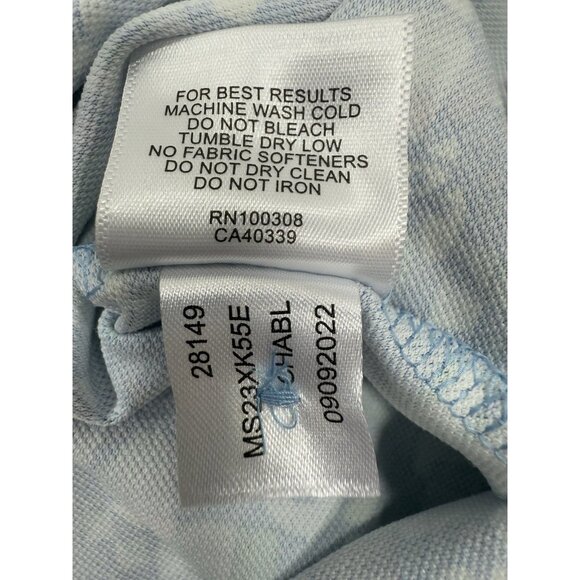 FOR BEST RESULTS
MACHINE WASH COLD
DO NOT BLEACH
TUMBLE DRY LOW
NO FABRIC SOFTENERS
DO NOT DRY CLEAN
DO NOT IRON
RN100308
CA40339
28149
MS23XK55E
CHABL
09092022